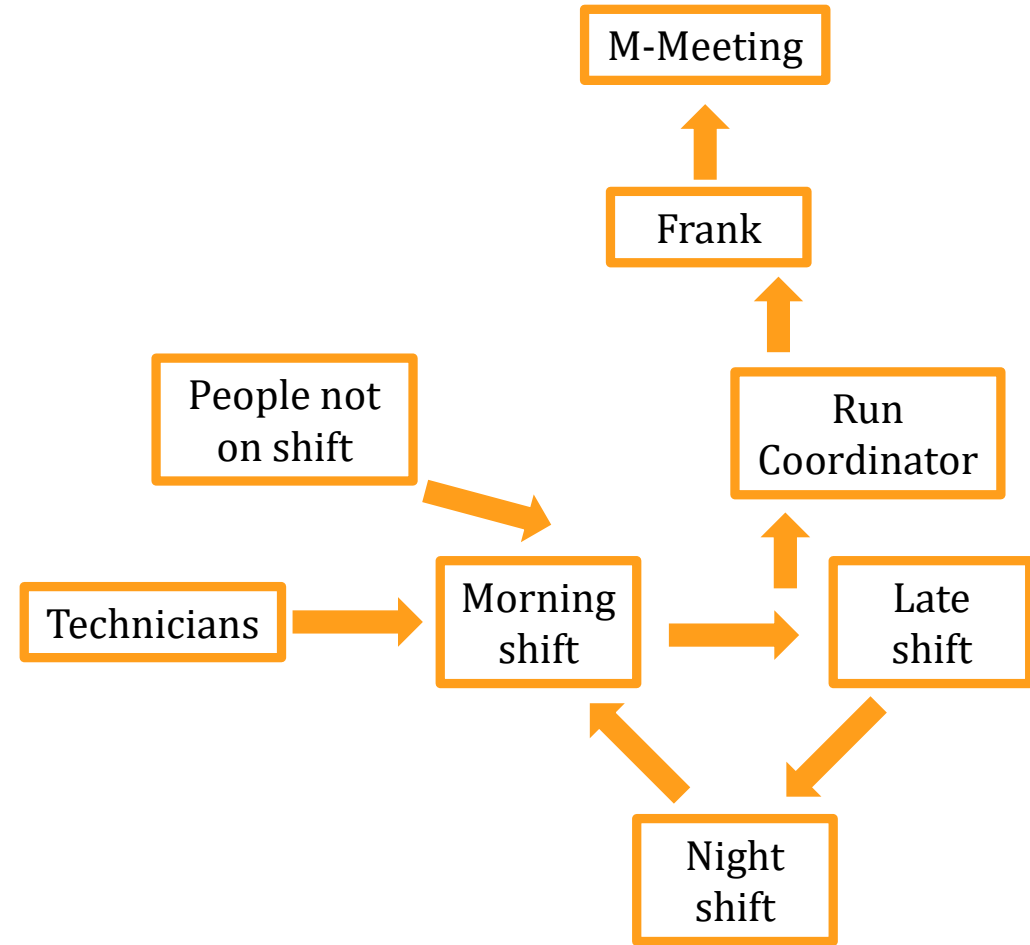 M-Meeting
Frank
People not
on shift
Run
Coordinator
Technicians
Morning
shift
Late
shift
Night
shift